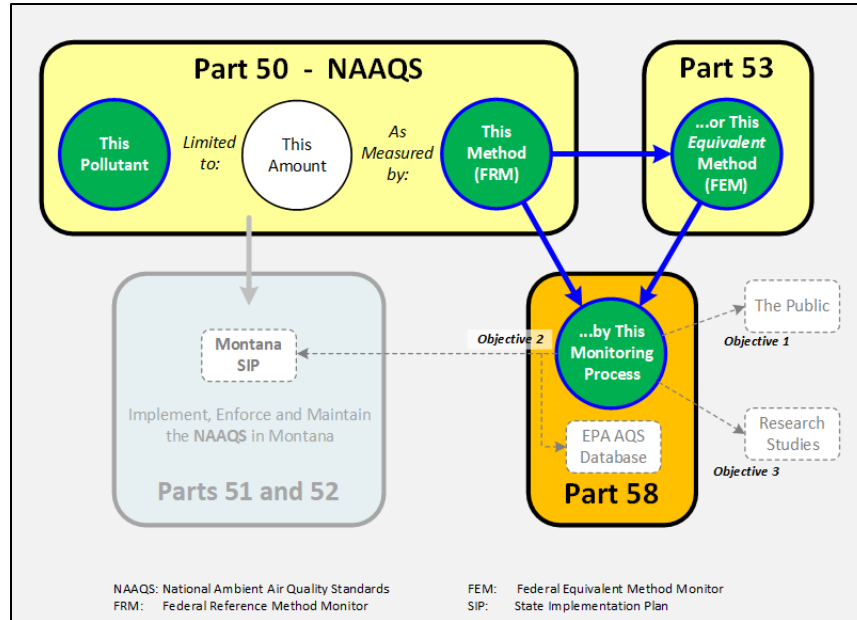 Part 50 - NAAQS
Part 53
This
Pollutant
Limited
to:
This
Amount
As
Measured
by:
This
Method
(FRM)
...or This
Equivalent
Method
(FEM)
Montana
SIP
Implement, Enforce and Maintain
the NAAQS in Montana
Parts 51 and 52
Objective 2
...by This
Monitoring
Process
EPA AQS
Database
Part 58
The Public
Objective 1
Research
Studies
Objective 3
NAAQS: National Ambient Air Quality Standards
FRM: Federal Reference Method Monitor
FEM: Federal Equivalent Method Monitor
SIP: State Implementation Plan